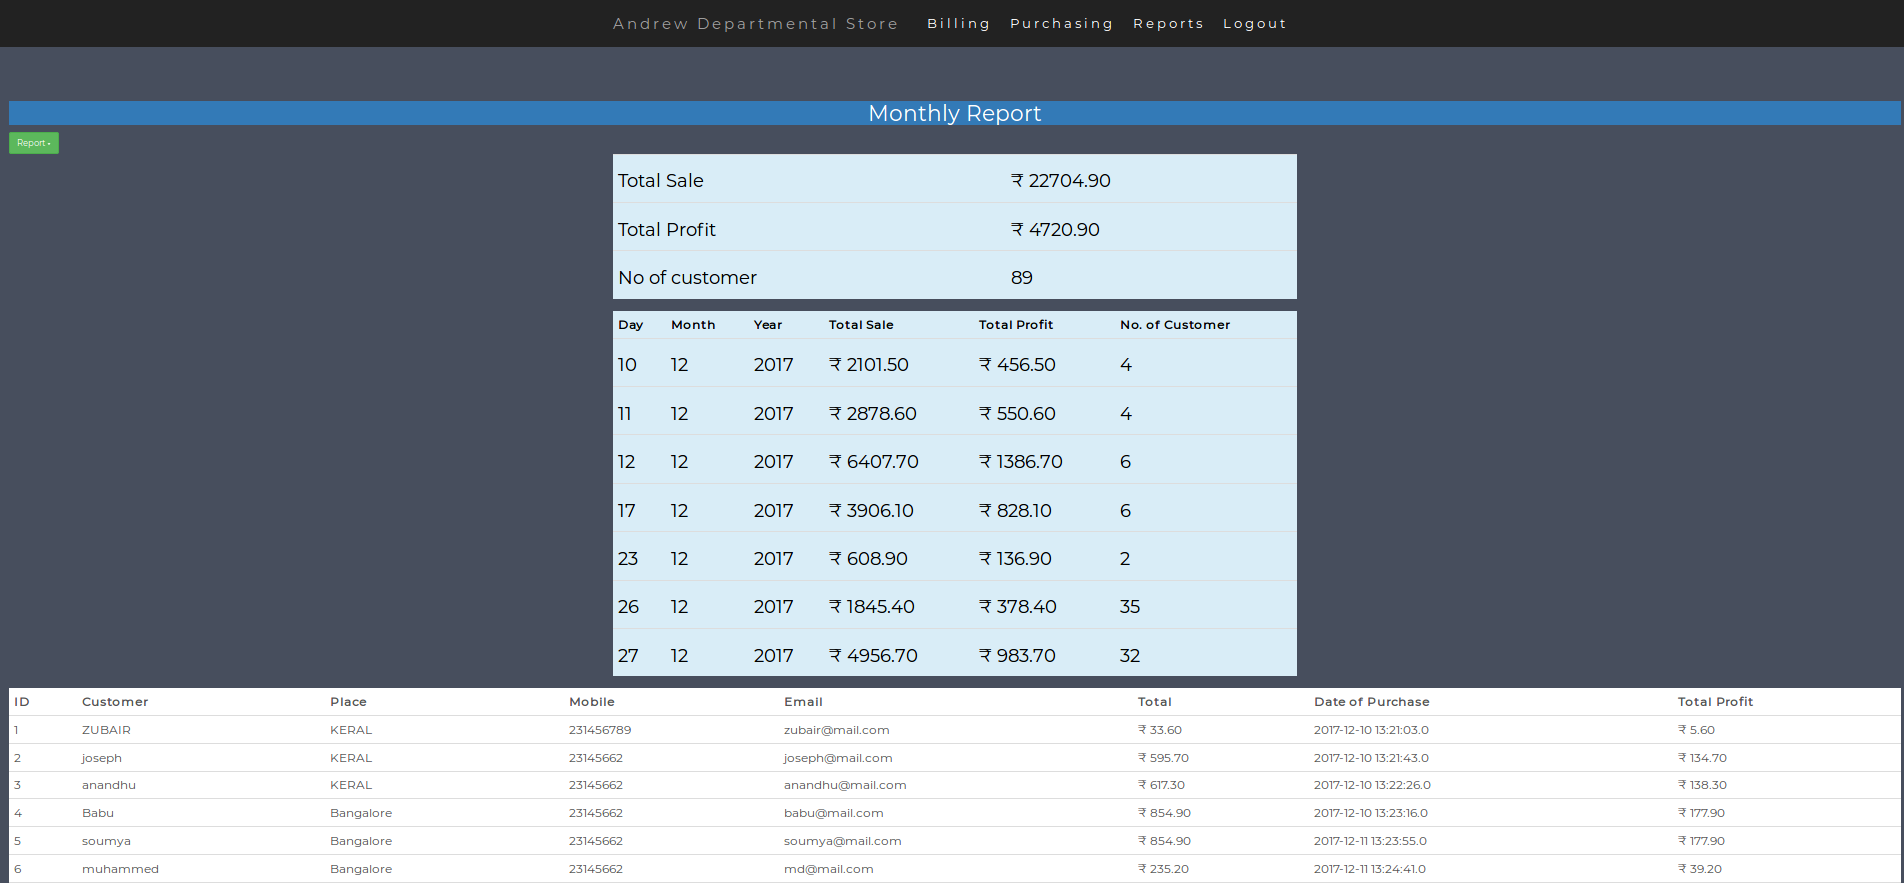 Andrew Departmental Store Billing Purchasing Reports Logout
Monthly Report
Report
Total Sale ₹ 22704.90
Total Profit ₹ 4720.90
No of customer 89
Day Month Year Total Sale Total Profit No. of Customer
10 12 2017 ₹ 2101.50 ₹ 456.50 4
11 12 2017 ₹ 2878.60 ₹ 550.60 4
12 12 2017 ₹ 6407.70 ₹ 1386.70 6
17 12 2017 ₹ 3906.10 ₹ 828.10 6
23 12 2017 ₹ 608.90 ₹ 136.90 2
26 12 2017 ₹ 1845.40 ₹ 378.40 35
27 12 2017 ₹ 4956.70 ₹ 983.70 32
ID Customer Place Mobile Email Total Date of Purchase Total Profit
1 ZUBAIR KERAL 231456789 zubair@mail.com ₹ 33.60 2017-12-10 13:21:03.0 ₹ 5.60
2 joseph KERAL 23145662 joseph@mail.com ₹ 595.70 2017-12-10 13:21:43.0 ₹ 134.70
3 anandhu KERAL 23145662 anandhu@mail.com ₹ 617.30 2017-12-10 13:22:26.0 ₹ 138.30
4 Babu Bangalore 23145662 babu@mail.com ₹ 854.90 2017-12-10 13:23:16.0 ₹ 177.90
5 soumya Bangalore 23145662 soumya@mail.com ₹ 854.90 2017-12-11 13:23:55.0 ₹ 177.90
6 muhammed Bangalore 23145662 md@mail.com ₹ 235.20 2017-12-11 13:24:41.0 ₹ 39.20